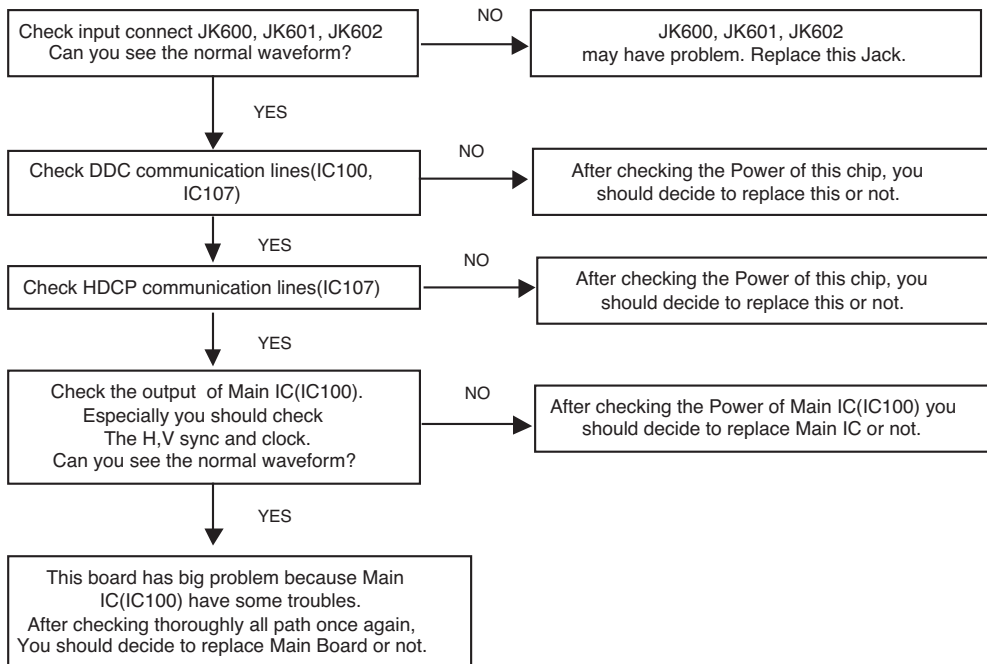 Check input connect JK600, JK601, JK602
Can you see the normal waveform?
NO
JK600, JK601, JK602
may have problem. Replace this Jack.
YES
Check DDC communication lines(IC100,
IC107)
NO
After checking the Power of this chip, you
should decide to replace this or not.
YES
Check HDCP communication lines(IC107)
NO
After checking the Power of this chip, you
should decide to replace this or not.
YES
Check the output of Main IC(IC100).
Especially you should check
The H,V sync and clock.
Can you see the normal waveform?
NO
After checking the Power of Main IC(IC100) you
should decide to replace Main IC or not.
YES
This board has big problem because Main
IC(IC100) have some troubles.
After checking thoroughly all path once again,
You should decide to replace Main Board or not.